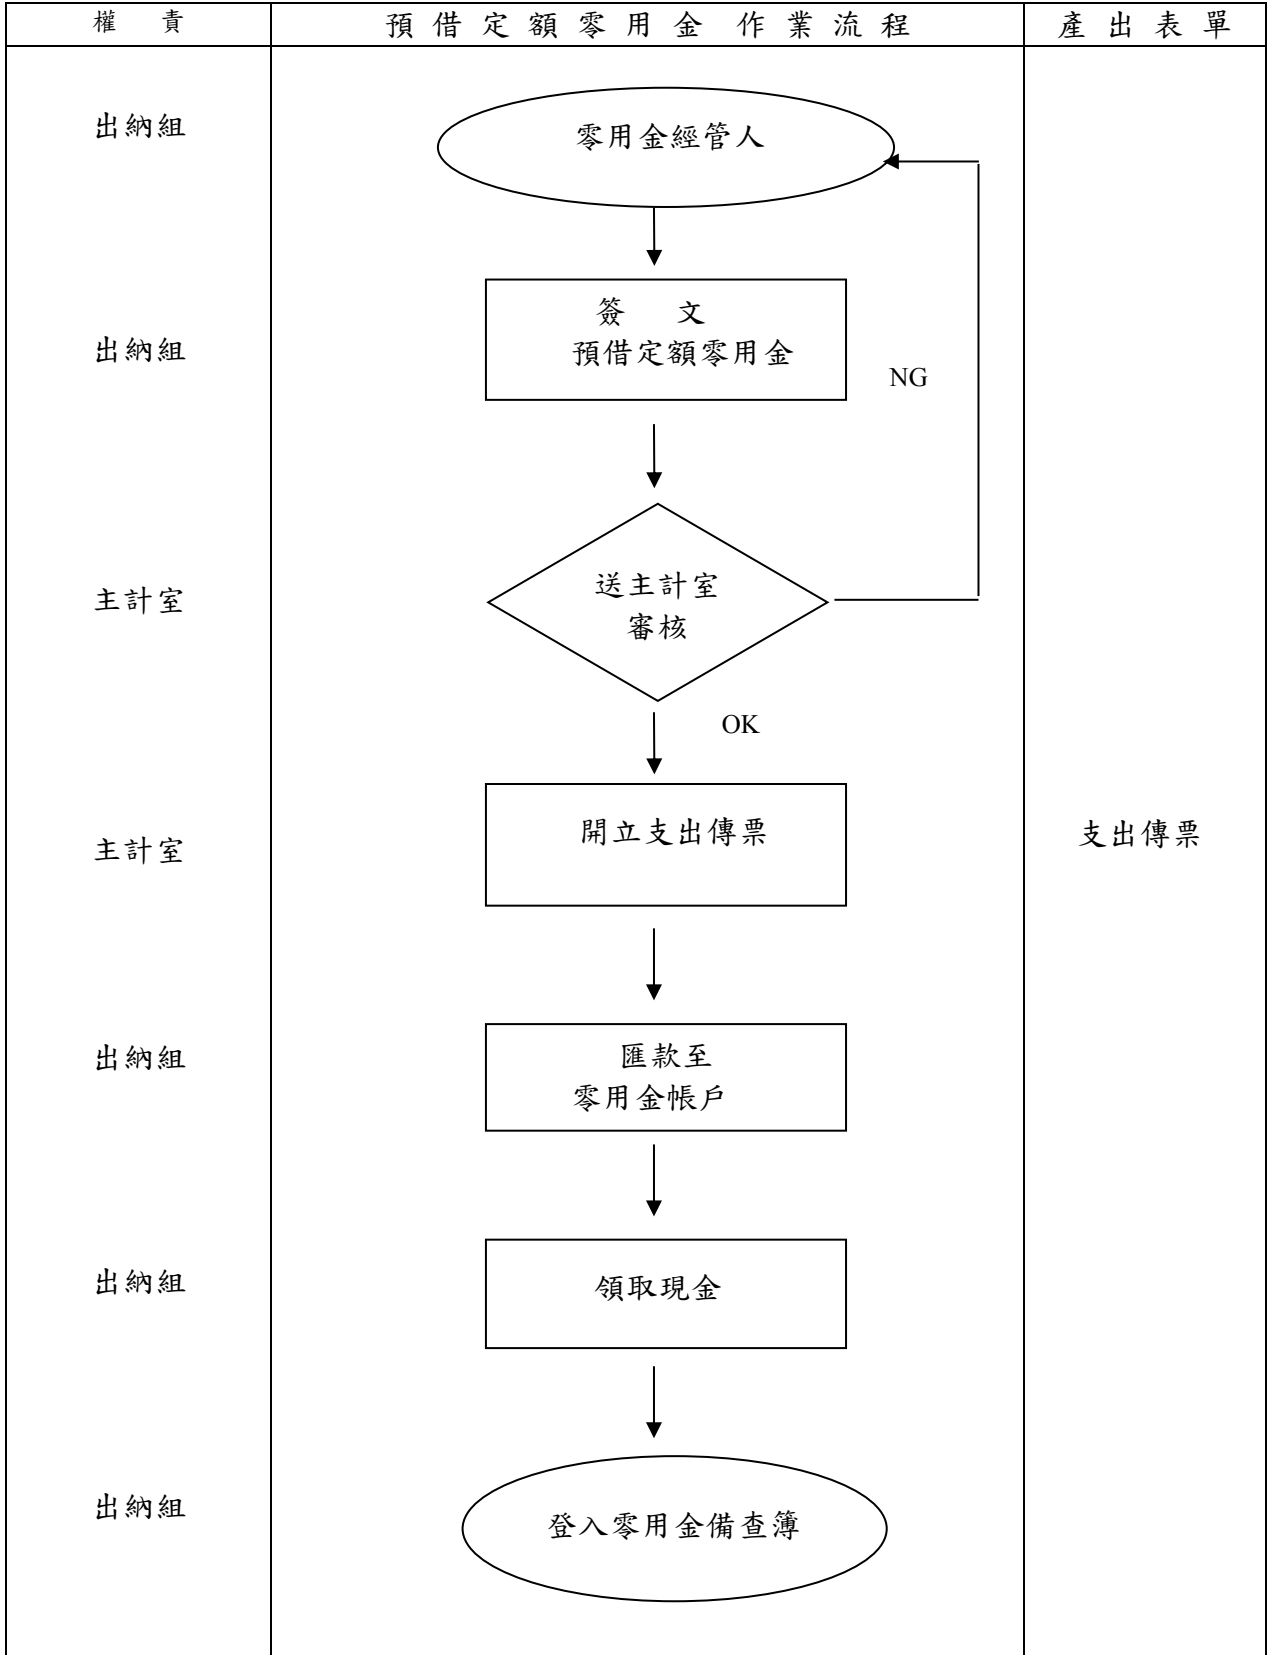 權 責
預借定額零用金 作業流程
產出表單
出納組
零用金經管人
出納組
簽 文
預借定額零用金
NG
主計室
送主計室
審核
OK
主計室
開立支出傳票
支出傳票
出納組
匯款至
零用金帳戶
出納組
領取現金
出納組
登入零用金備查簿